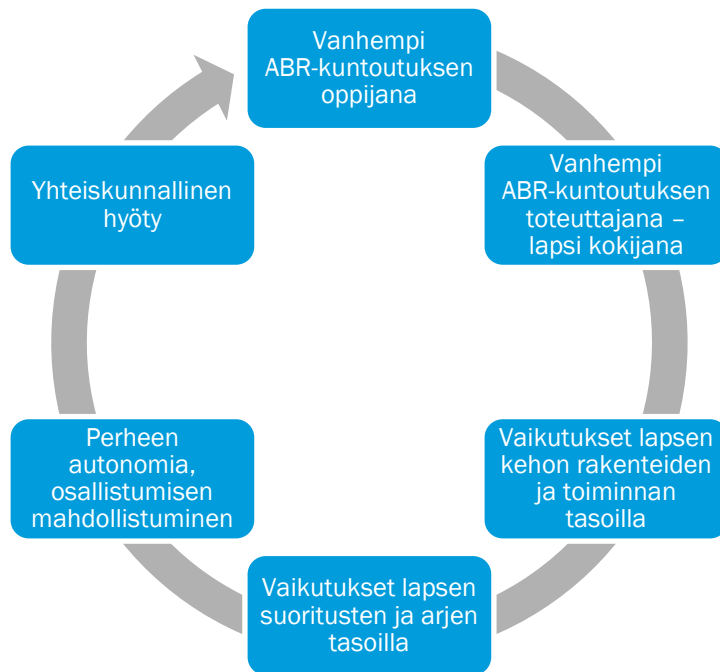 Vanhempi
ABR-kuntoutuksen
oppijana
Vanhempi
ABR-kuntoutuksen
toteuttajana –
lapsi kokijana
Vaikutukset lapsen
kehon rakenteiden
ja toiminnan
tasoilla
Vaikutukset lapsen
suoritusten ja arjen
tasoilla
Perheen
autonomia,
osallistumisen
mahdollistuminen
Yhteiskunnallinen
hyöty